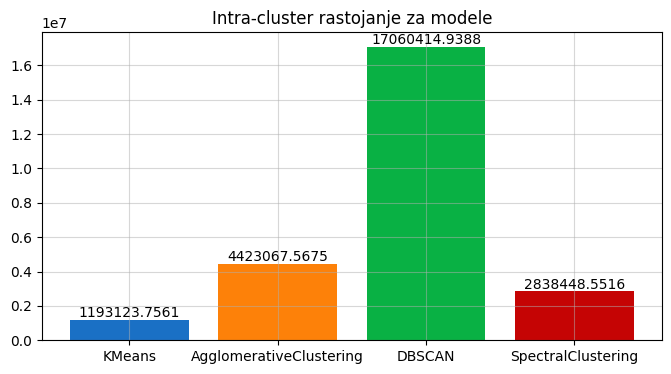 Intra-cluster rastojanje za modele
1e7
1.6
1.4
1.2
1.0
0.8
0.6
0.4
0.2
0.0
1193123.7561
4423067.5675
17060414.9388
2838448.5516
KMeans
AgglomerativeClustering
DBSCAN
SpectralClustering